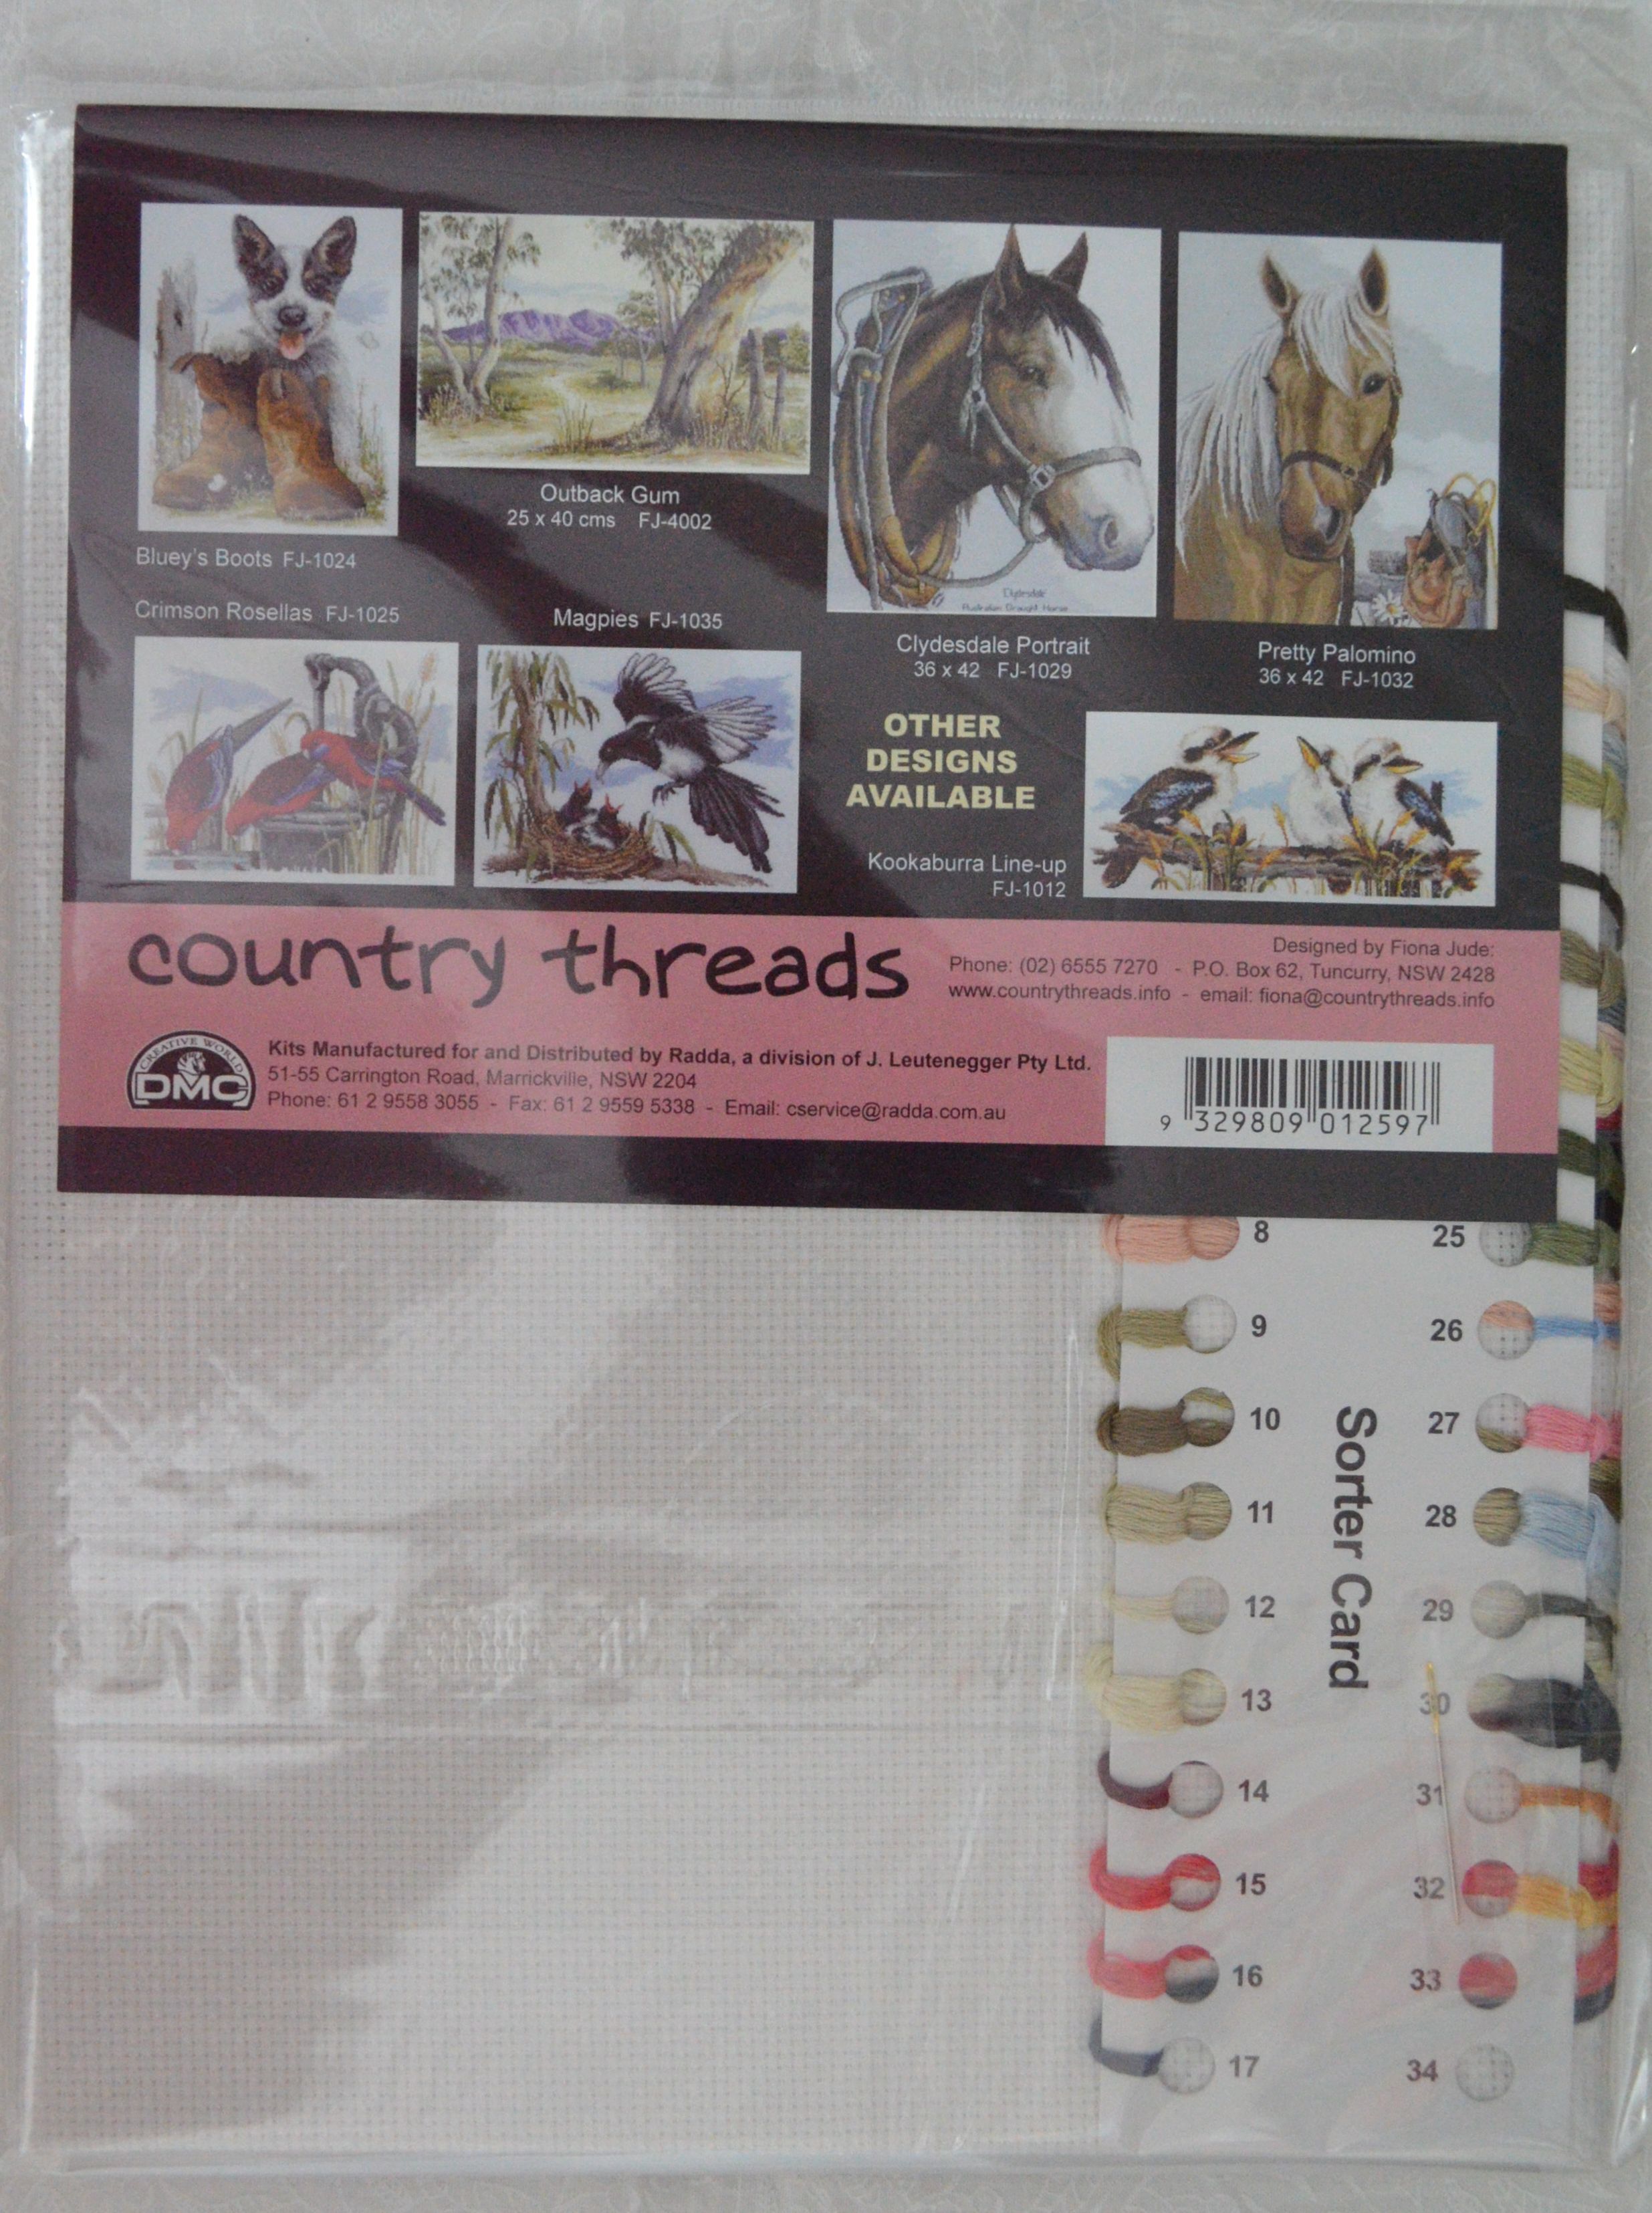 Outback Gum
25 x 40 cms FJ-4002
Bluey's Boots FJ-1024
Crimson Rosellas FJ-1025
Magpies FJ-1035
Clydesdale
Australian Draught Horse
Clydesdale Portrait
36 x 42 FJ-1029
Pretty Palomino
36 x 42 FJ-1032
OTHER
DESIGNS
AVAILABLE
Kookaburra Line-up
FJ-1012
country threads
Designed by Fiona Jude:
Phone: (02) 6555 7270 - P.O. Box 62, Tuncurry, NSW 2428
www.countrythreads.info - email: fiona@countrythreads.info
CREATIVE WORLD
DMC
Kits Manufactured for and Distributed by Radda, a division of J. Leutenegger Pty Ltd.
51-55 Carrington Road, Marrickville, NSW 2204
Phone: 61 2 9558 3055 - Fax: 61 2 9559 5338 - Email: cservice@radda.com.au
9 329809 012597
8 25
9 26
10 27
11 28
12 29
13 30
14 31
15 32
16 33
17 34
Sorter Card